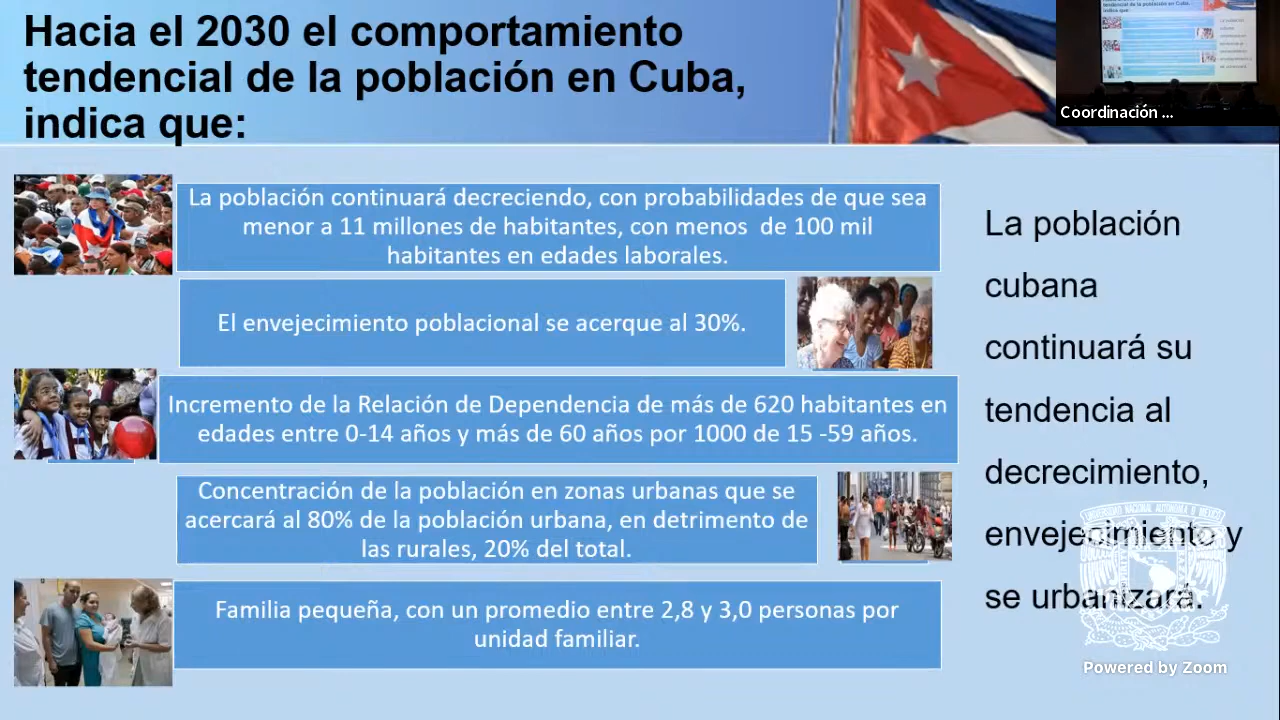 Hacia el 2030 el comportamiento
tendencial de la población en Cuba,
indica que:
Coordinación ...
La población continuará decreciendo, con probabilidades de que sea
menor a 11 millones de habitantes, con menos  de 100 mil
habitantes en edades laborales.
El envejecimiento poblacional se acerque al 30%.
Incremento de la Relación de Dependencia de más de 620 habitantes en
edades entre 0-14 años y más de 60 años por 1000 de 15 -59 años.
Concentración de la población en zonas urbanas que se
acercará al 80% de la población urbana, en detrimento de
las rurales, 20% del total.
Familia pequeña, con un promedio entre 2,8 y 3,0 personas por
unidad familiar.
La población
cubana
continuará su
tendencia al
decrecimiento,
envejecimiento y
se urbanizará.
UNIVERSIDAD NACIONAL AUTONOMA DE MEXICO
Powered by Zoom